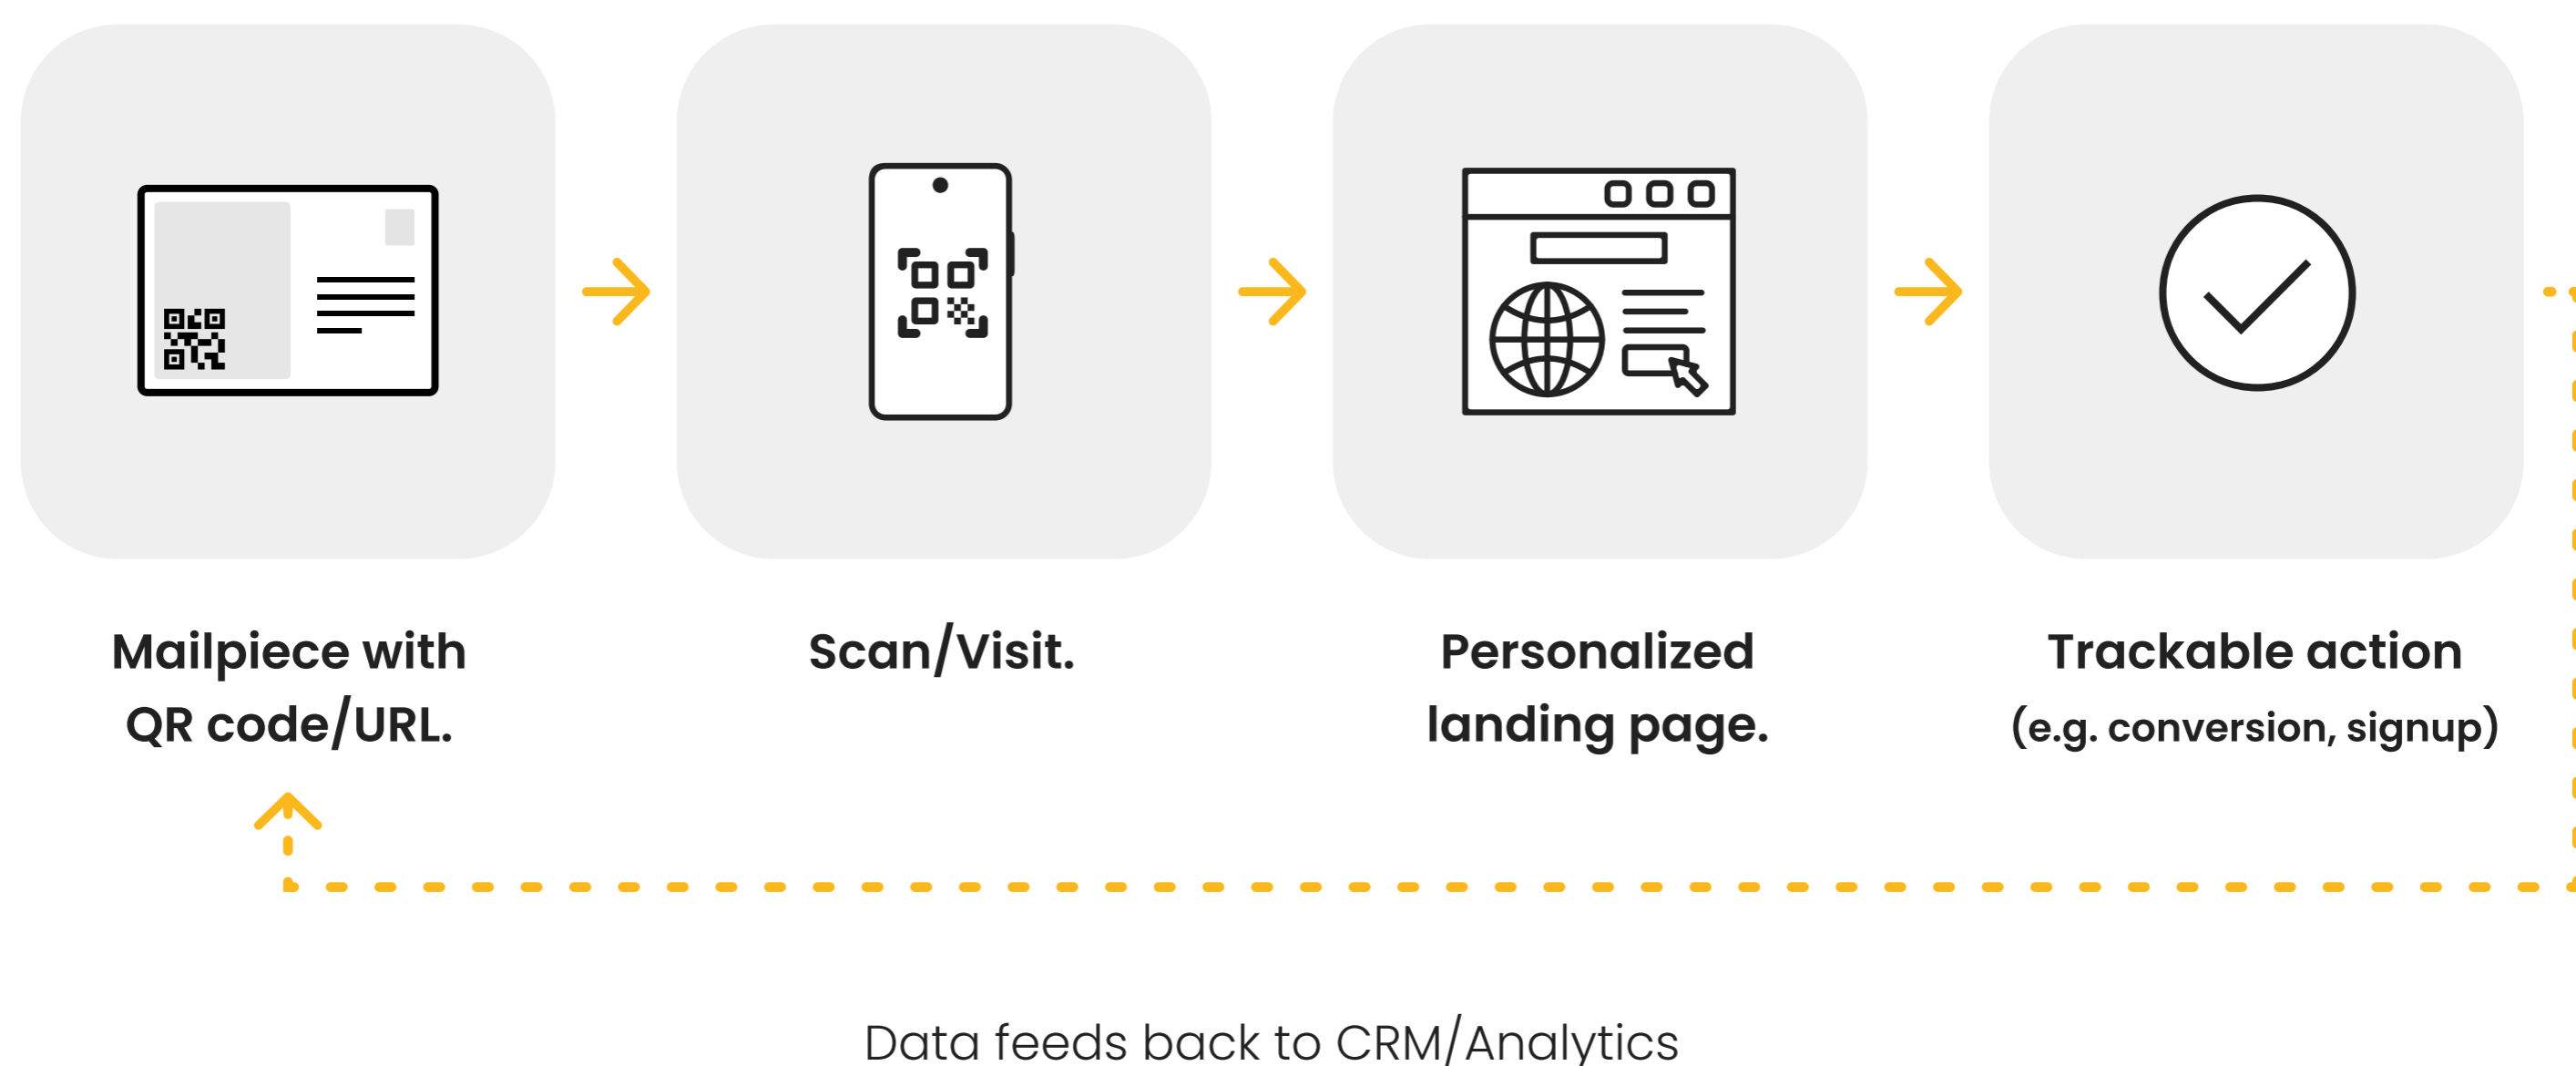 Mailpiece with
QR code/URL.
Scan/Visit.
Personalized
landing page.
Trackable action
(e.g. conversion, signup)
Data feeds back to CRM/Analytics